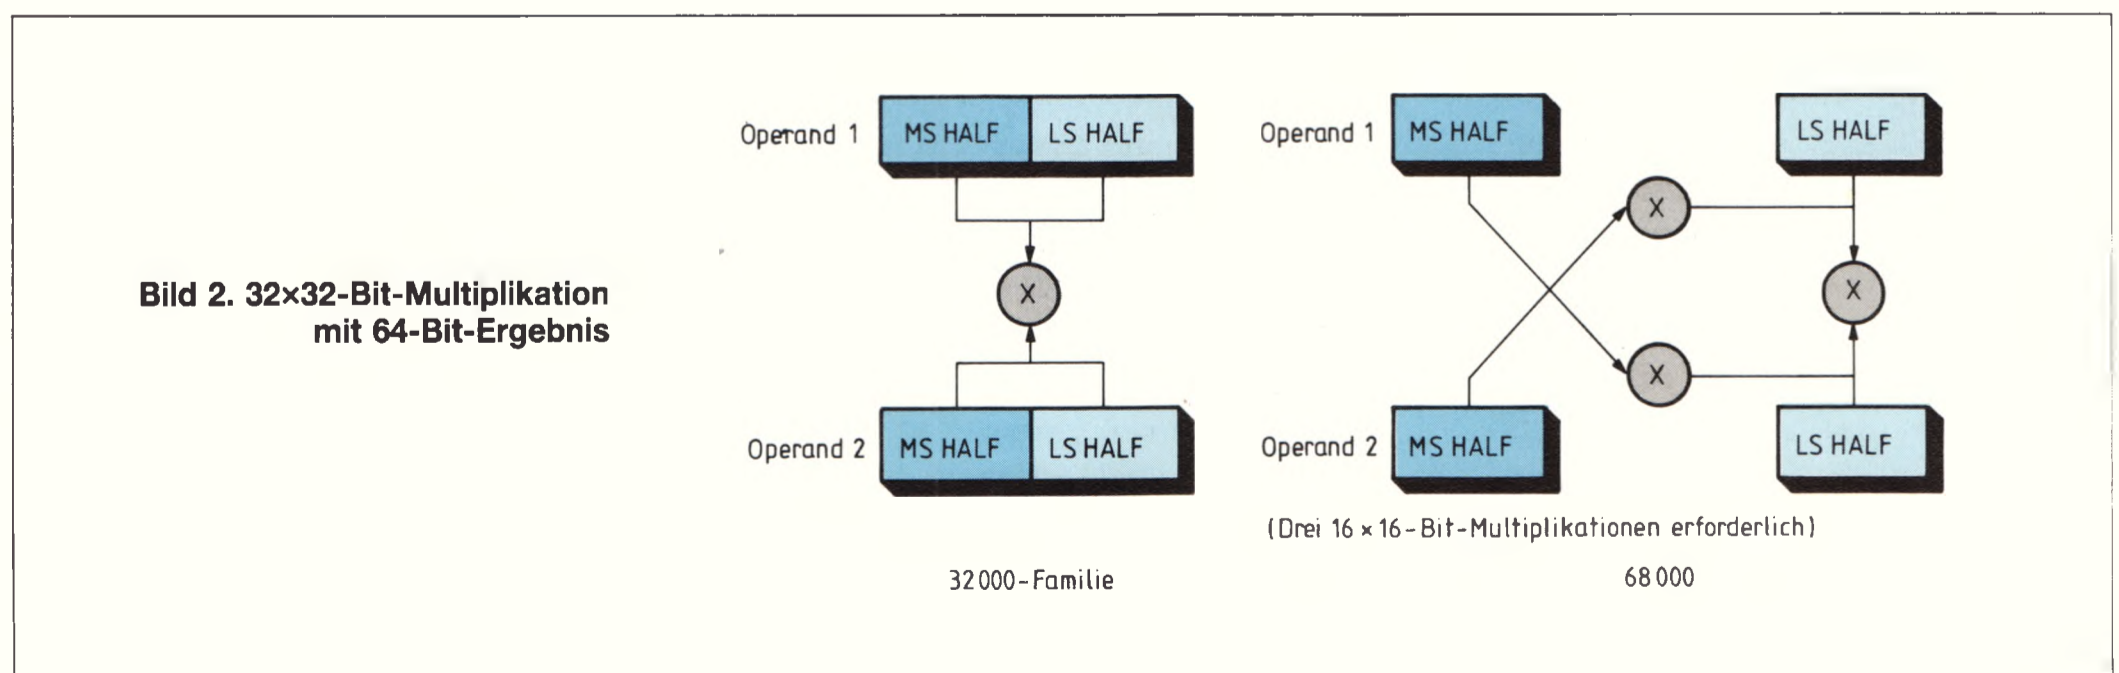 Bild 2. 32×32-Bit-Multiplikation
mit 64-Bit-Ergebnis
Operand 1
MS HALF
LS HALF
X
Operand 2
MS HALF
LS HALF
32000-Familie
Operand 1
MS HALF
LS HALF
X
X
X
Operand 2
MS HALF
LS HALF
(Drei 16 × 16-Bit-Multiplikationen erforderlich)
68000